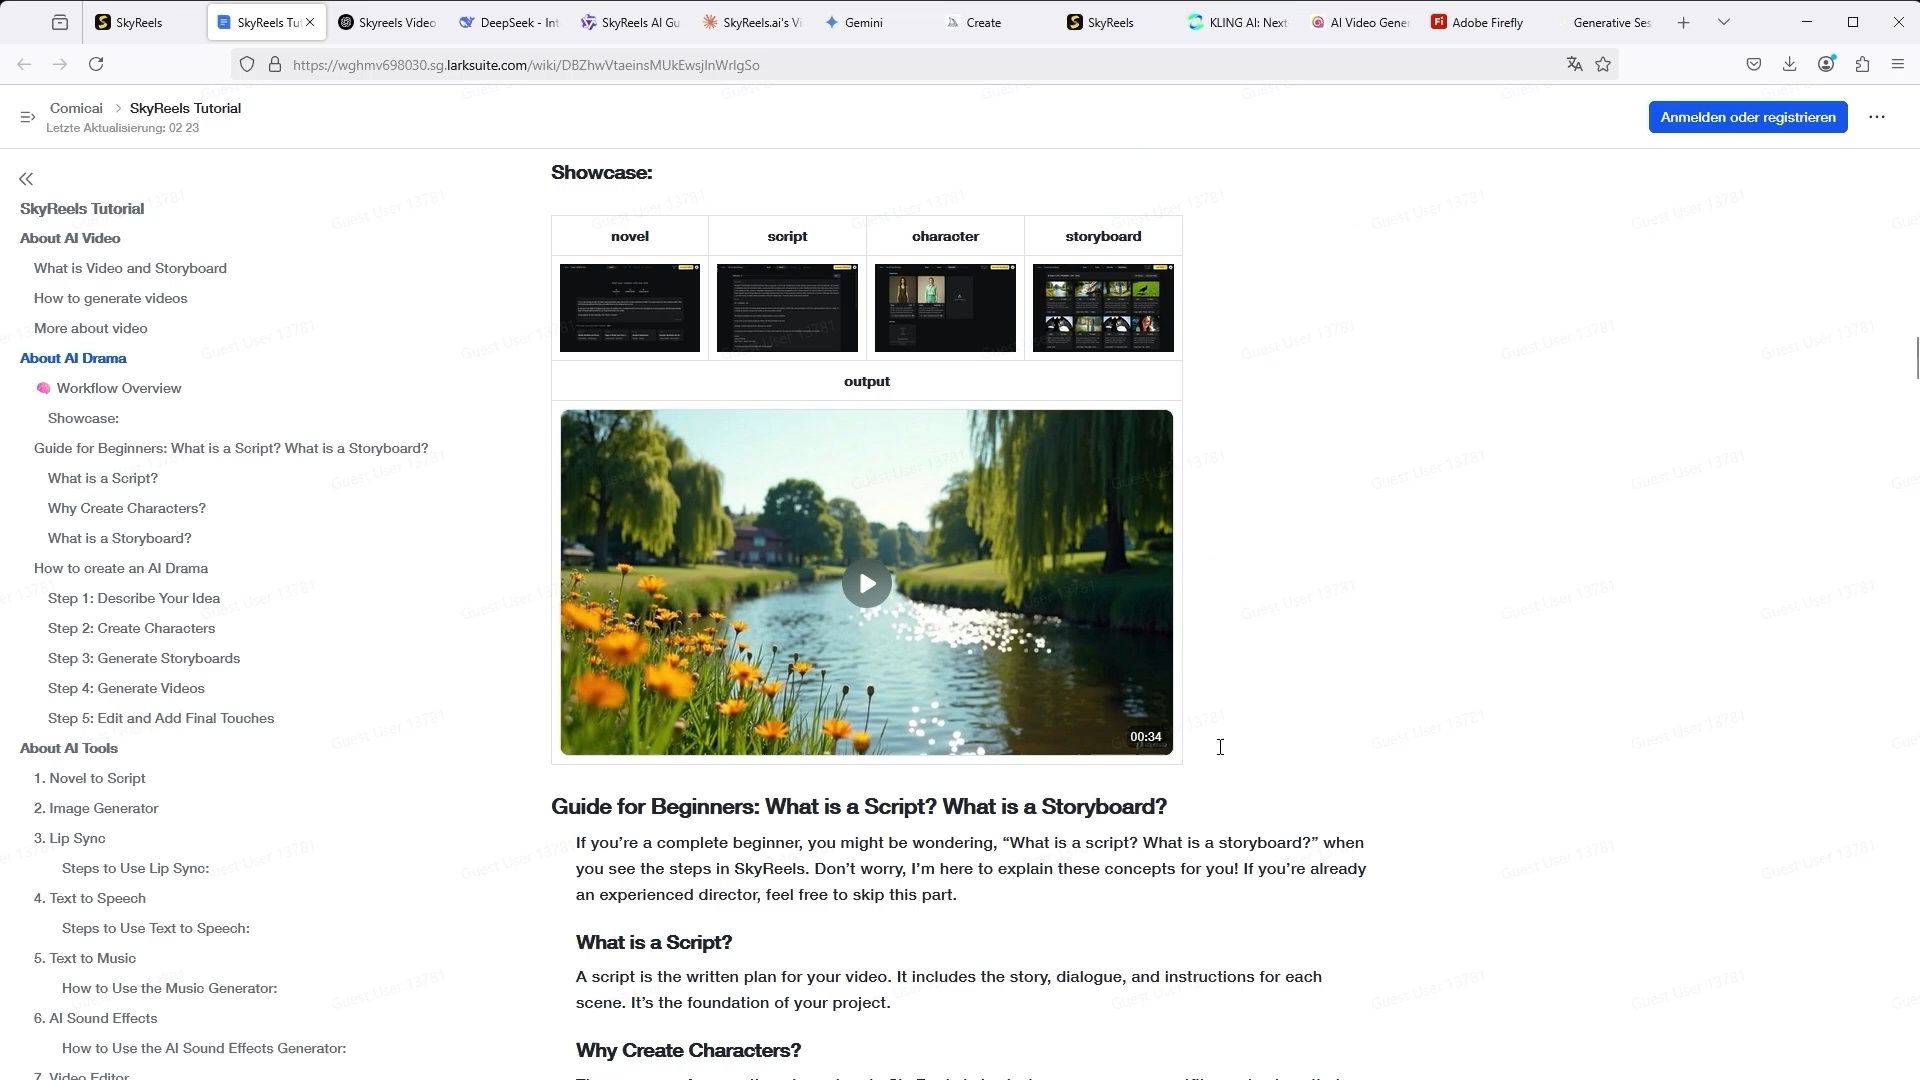 SkyReels
SkyReels Tut
Skyreels Video
DeepSeek - Int
SkyReels AI Gu
SkyReels.ai's Vi
Gemini
Create
SkyReels
KLING AI: Next
AI Video Gene
Adobe Firefly
Generative Ses
https://wghmv698030.sg.larksuite.com/wiki/DBZhwVtaeinsMUkEwsjlnWrlgSo
Comicai > SkyReels Tutorial
Letzte Aktualisierung: 02 23
Anmelden oder registrieren
SkyReels Tutorial
About AI Video
What is Video and Storyboard
How to generate videos
More about video
About AI Drama
Workflow Overview
Showcase:
Guide for Beginners: What is a Script? What is a Storyboard?
What is a Script?
Why Create Characters?
What is a Storyboard?
How to create an AI Drama
Step 1: Describe Your Idea
Step 2: Create Characters
Step 3: Generate Storyboards
Step 4: Generate Videos
Step 5: Edit and Add Final Touches
About AI Tools
1. Novel to Script
2. Image Generator
3. Lip Sync
Steps to Use Lip Sync:
4. Text to Speech
Steps to Use Text to Speech:
5. Text to Music
How to Use the Music Generator:
6. AI Sound Effects
How to Use the AI Sound Effects Generator:
7. Video Editor
Showcase:
novel script character storyboard
output
00:34
Guide for Beginners: What is a Script? What is a Storyboard?
If you’re a complete beginner, you might be wondering, “What is a script? What is a storyboard?” when
you see the steps in SkyReels. Don’t worry, I’m here to explain these concepts for you! If you’re already
an experienced director, feel free to skip this part.
What is a Script?
A script is the written plan for your video. It includes the story, dialogue, and instructions for each
scene. It’s the foundation of your project.
Why Create Characters?
Guest User 13781